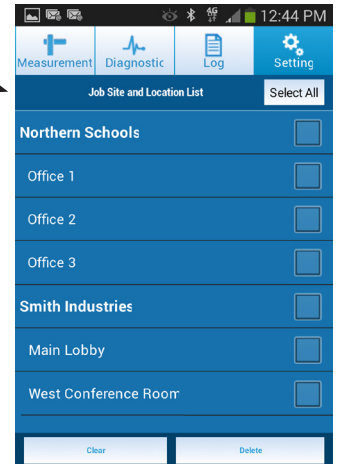 4G 12:44 PM
Measurement Diagnostic Log Setting
Job Site and Location List Select All
Northern Schools
Office 1
Office 2
Office 3
Smith Industries
Main Lobby
West Conference Room
Clear Delete